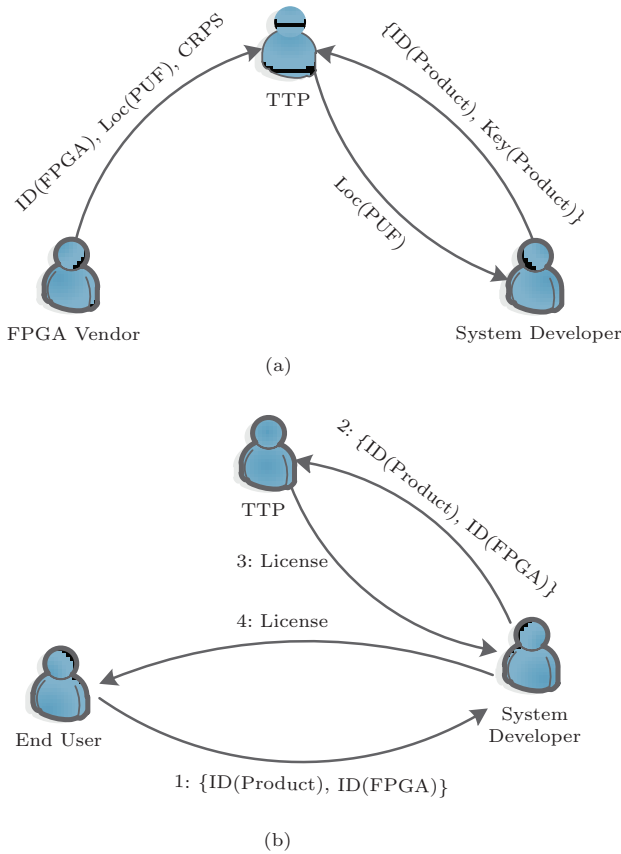 TTP
ID(FPGA), Loc(PUF), CRPS
{ID(Product), Key(Product)}
Loc(PUF)
FPGA Vendor
System Developer
(a)
2: {ID(Product), ID(FPGA)}
TTP
3: License
4: License
End User
System
Developer
1: {ID(Product), ID(FPGA)}
(b)